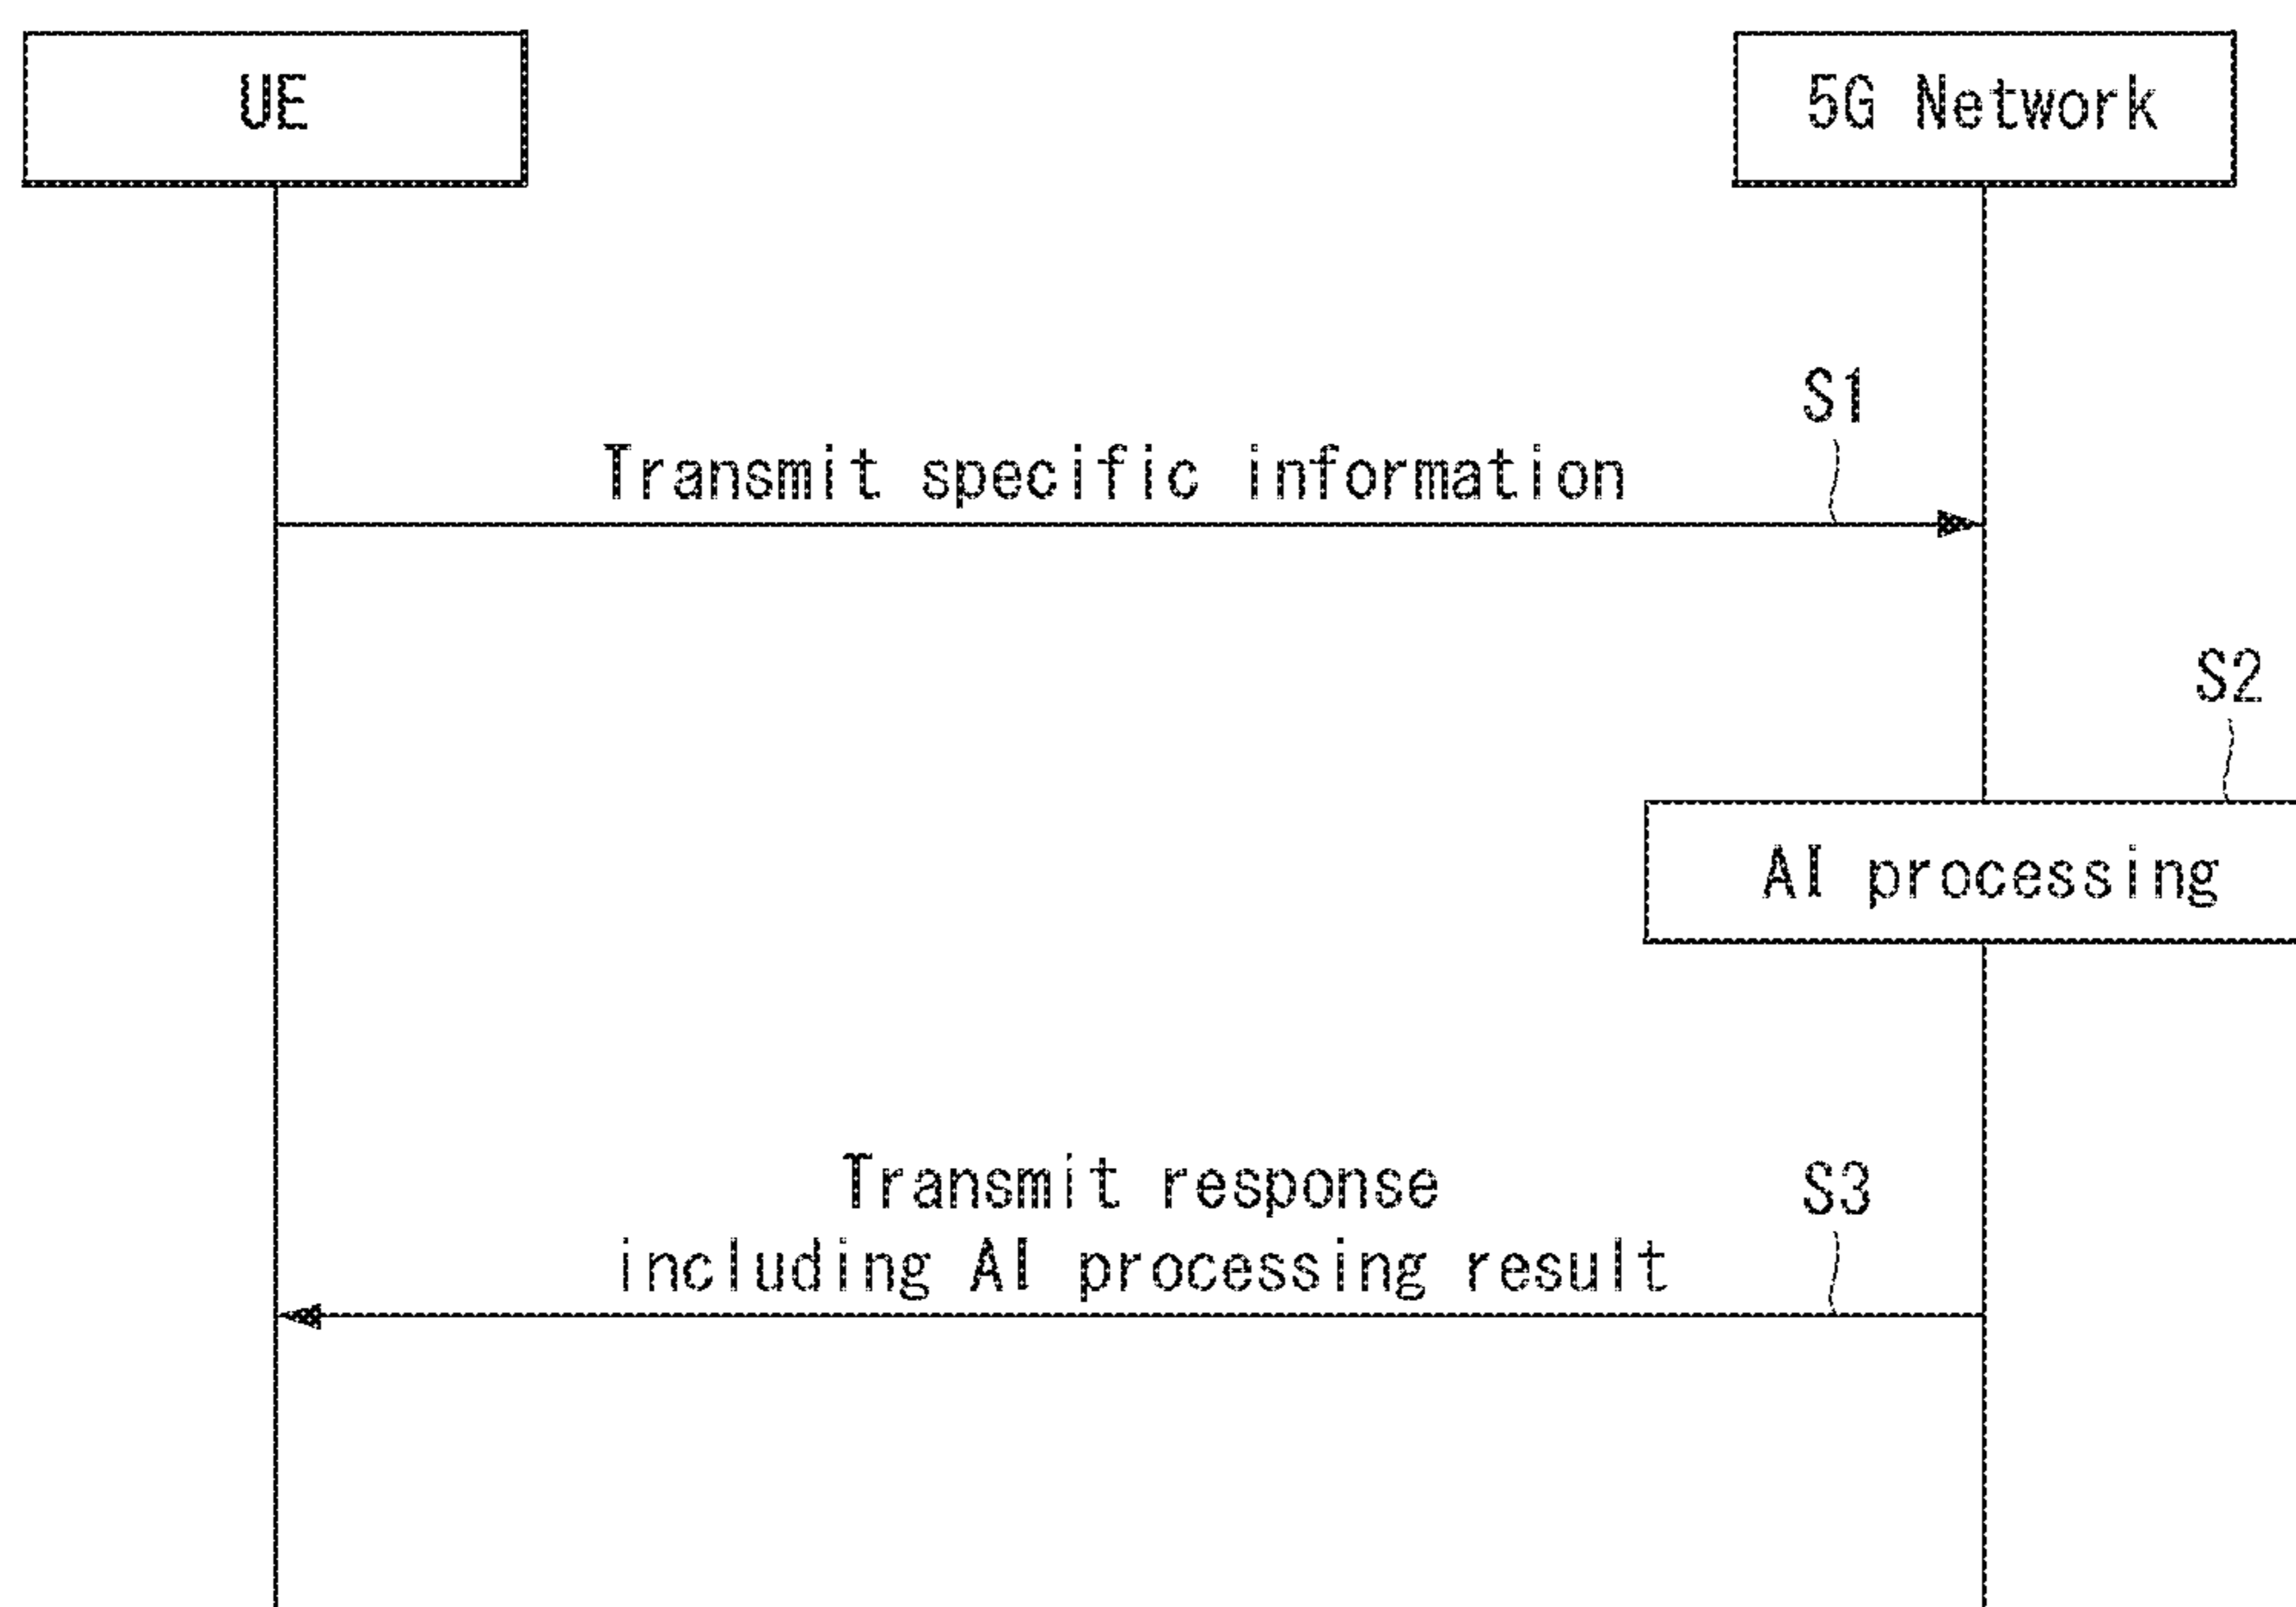 UE
5G Network
S1
Transmit specific information
S2
AI processing
Transmit response
S3
including AI processing result